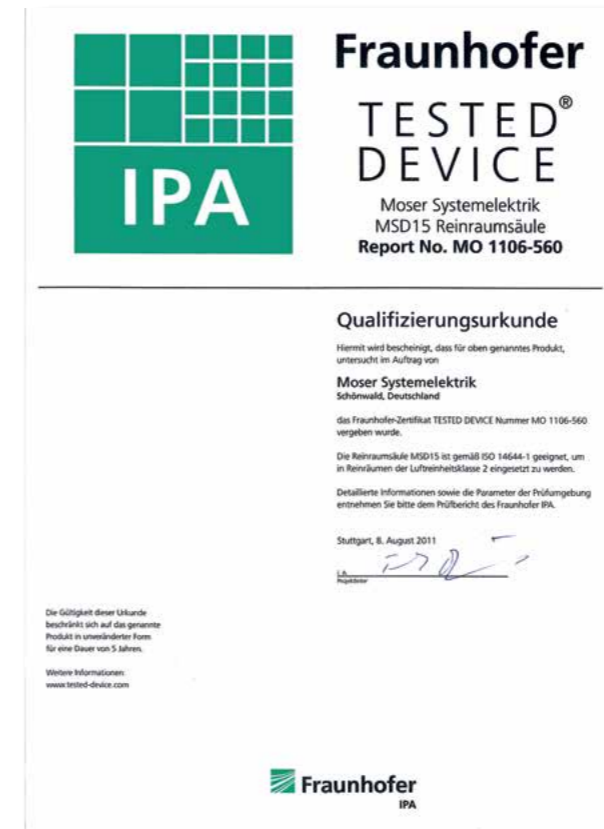 IPA
Fraunhofer
TESTED®
DEVICE
Moser Systemelektrik
MSD15 Reinraumsäule
Report No. MO 1106-560
Qualifizierungsurkunde
Hiermit wird bescheinigt, dass für oben genanntes Produkt,
untersucht im Auftrag von
Moser Systemelektrik
Schönwald, Deutschland
das Fraunhofer-Zertifikat TESTED DEVICE Nummer MO 1106-560
vergeben wurde.
Die Reinraumsäule MSD15 ist gemäß ISO 14644-1 geeignet, um
in Reinräumen der Luftreinheitsklasse 2 eingesetzt zu werden.
Detaillierte Informationen sowie die Parameter der Prüfumgebung
entnehmen Sie bitte dem Prüfbericht des Fraunhofer IPA.
Stuttgart, 8. August 2011
i. A.
Projektleiter
Die Gültigkeit dieser Urkunde
beschränkt sich auf das genannte
Produkt in unveränderter Form
für eine Dauer von 5 Jahren.
Weitere Informationen:
www.tested-device.com
Fraunhofer
IPA